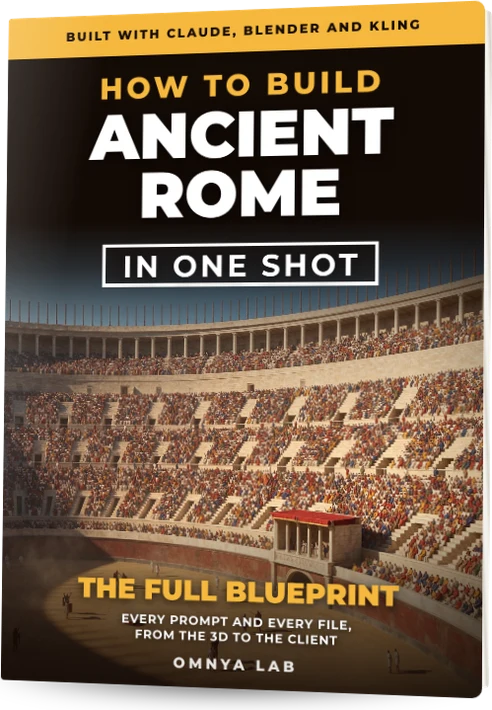 BUILT WITH CLAUDE, BLENDER AND KLING
HOW TO BUILD
ANCIENT
ROME
IN ONE SHOT
THE FULL BLUEPRINT
EVERY PROMPT AND EVERY FILE,
FROM THE 3D TO THE CLIENT
OMNYA LAB